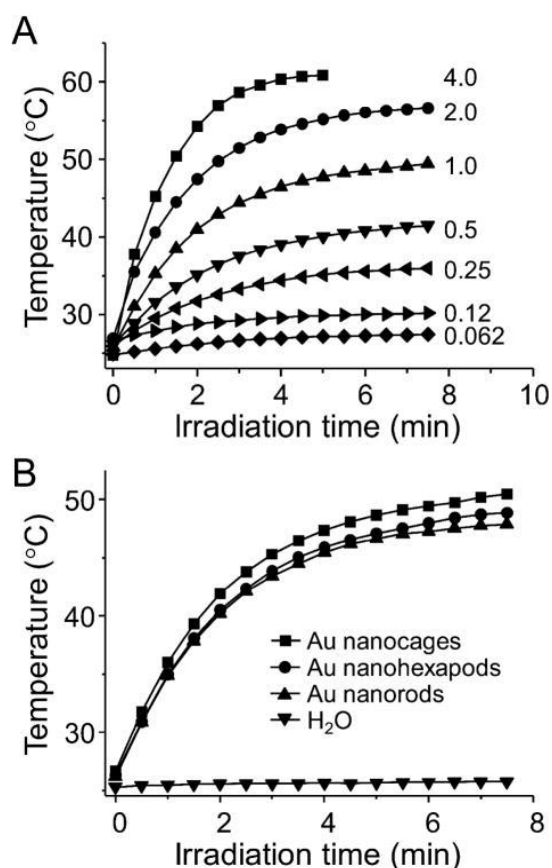 A
Temperature (°C)
60
50
40
30
4.0
2.0
1.0
0.5
0.25
0.12
0.062
0 2 4 6 8 10
Irradiation time (min)
B
Temperature (°C)
50
40
30
Au nanocages
Au nanohexapods
Au nanorods
H₂O
0 2 4 6 8
Irradiation time (min)